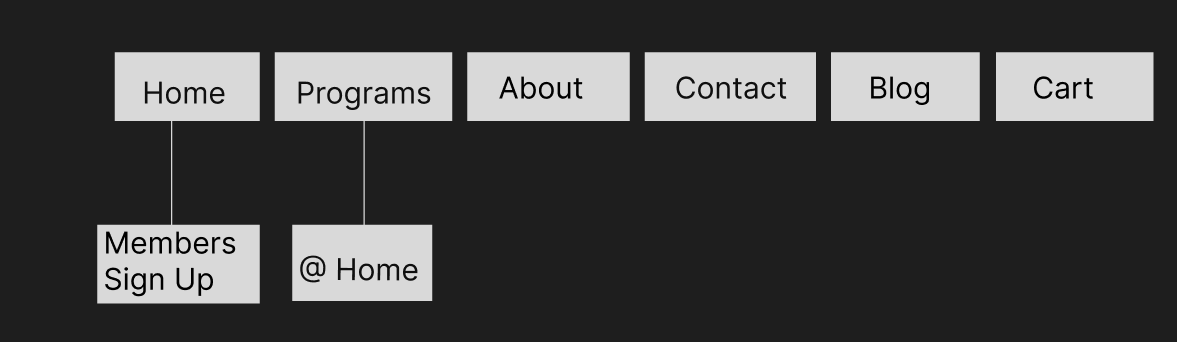 Home
Programs
About
Contact
Blog
Cart
Members
Sign Up
@ Home